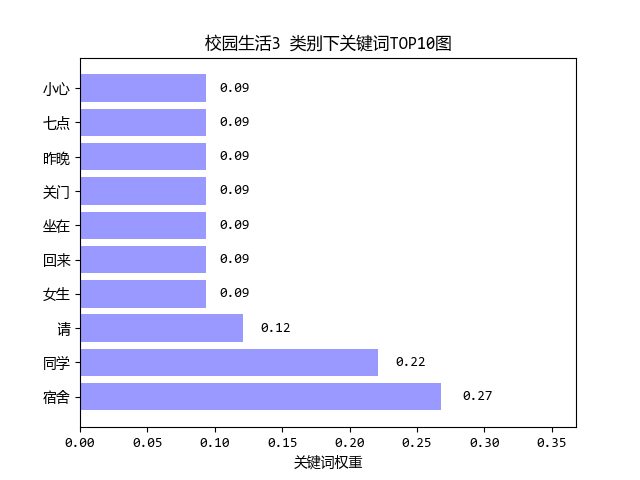 校园生活3 类别下关键词TOP10图
小心 0.09
七点 0.09
昨晚 0.09
关门 0.09
坐在 0.09
回来 0.09
女生 0.09
请 0.12
同学 0.22
宿舍 0.27
0.00 0.05 0.10 0.15 0.20 0.25 0.30 0.35
关键词权重